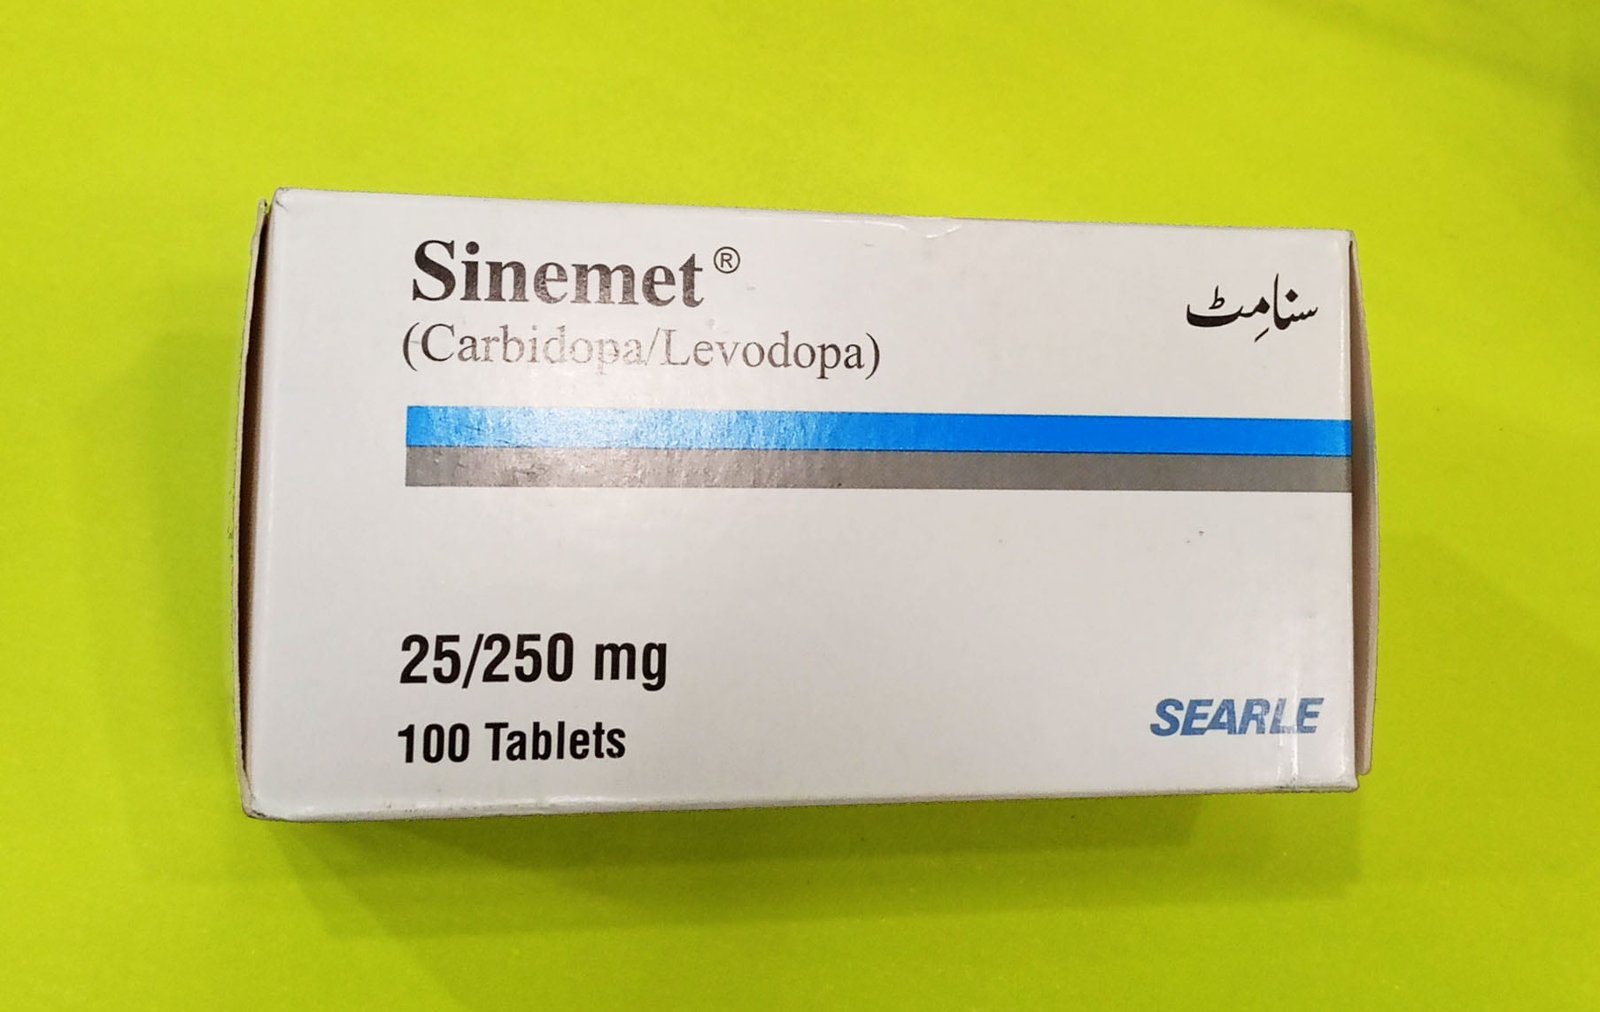 Sinemet®
سنامِٹ
(Carbidopa/Levodopa)
25/250 mg
100 Tablets
SEARLE